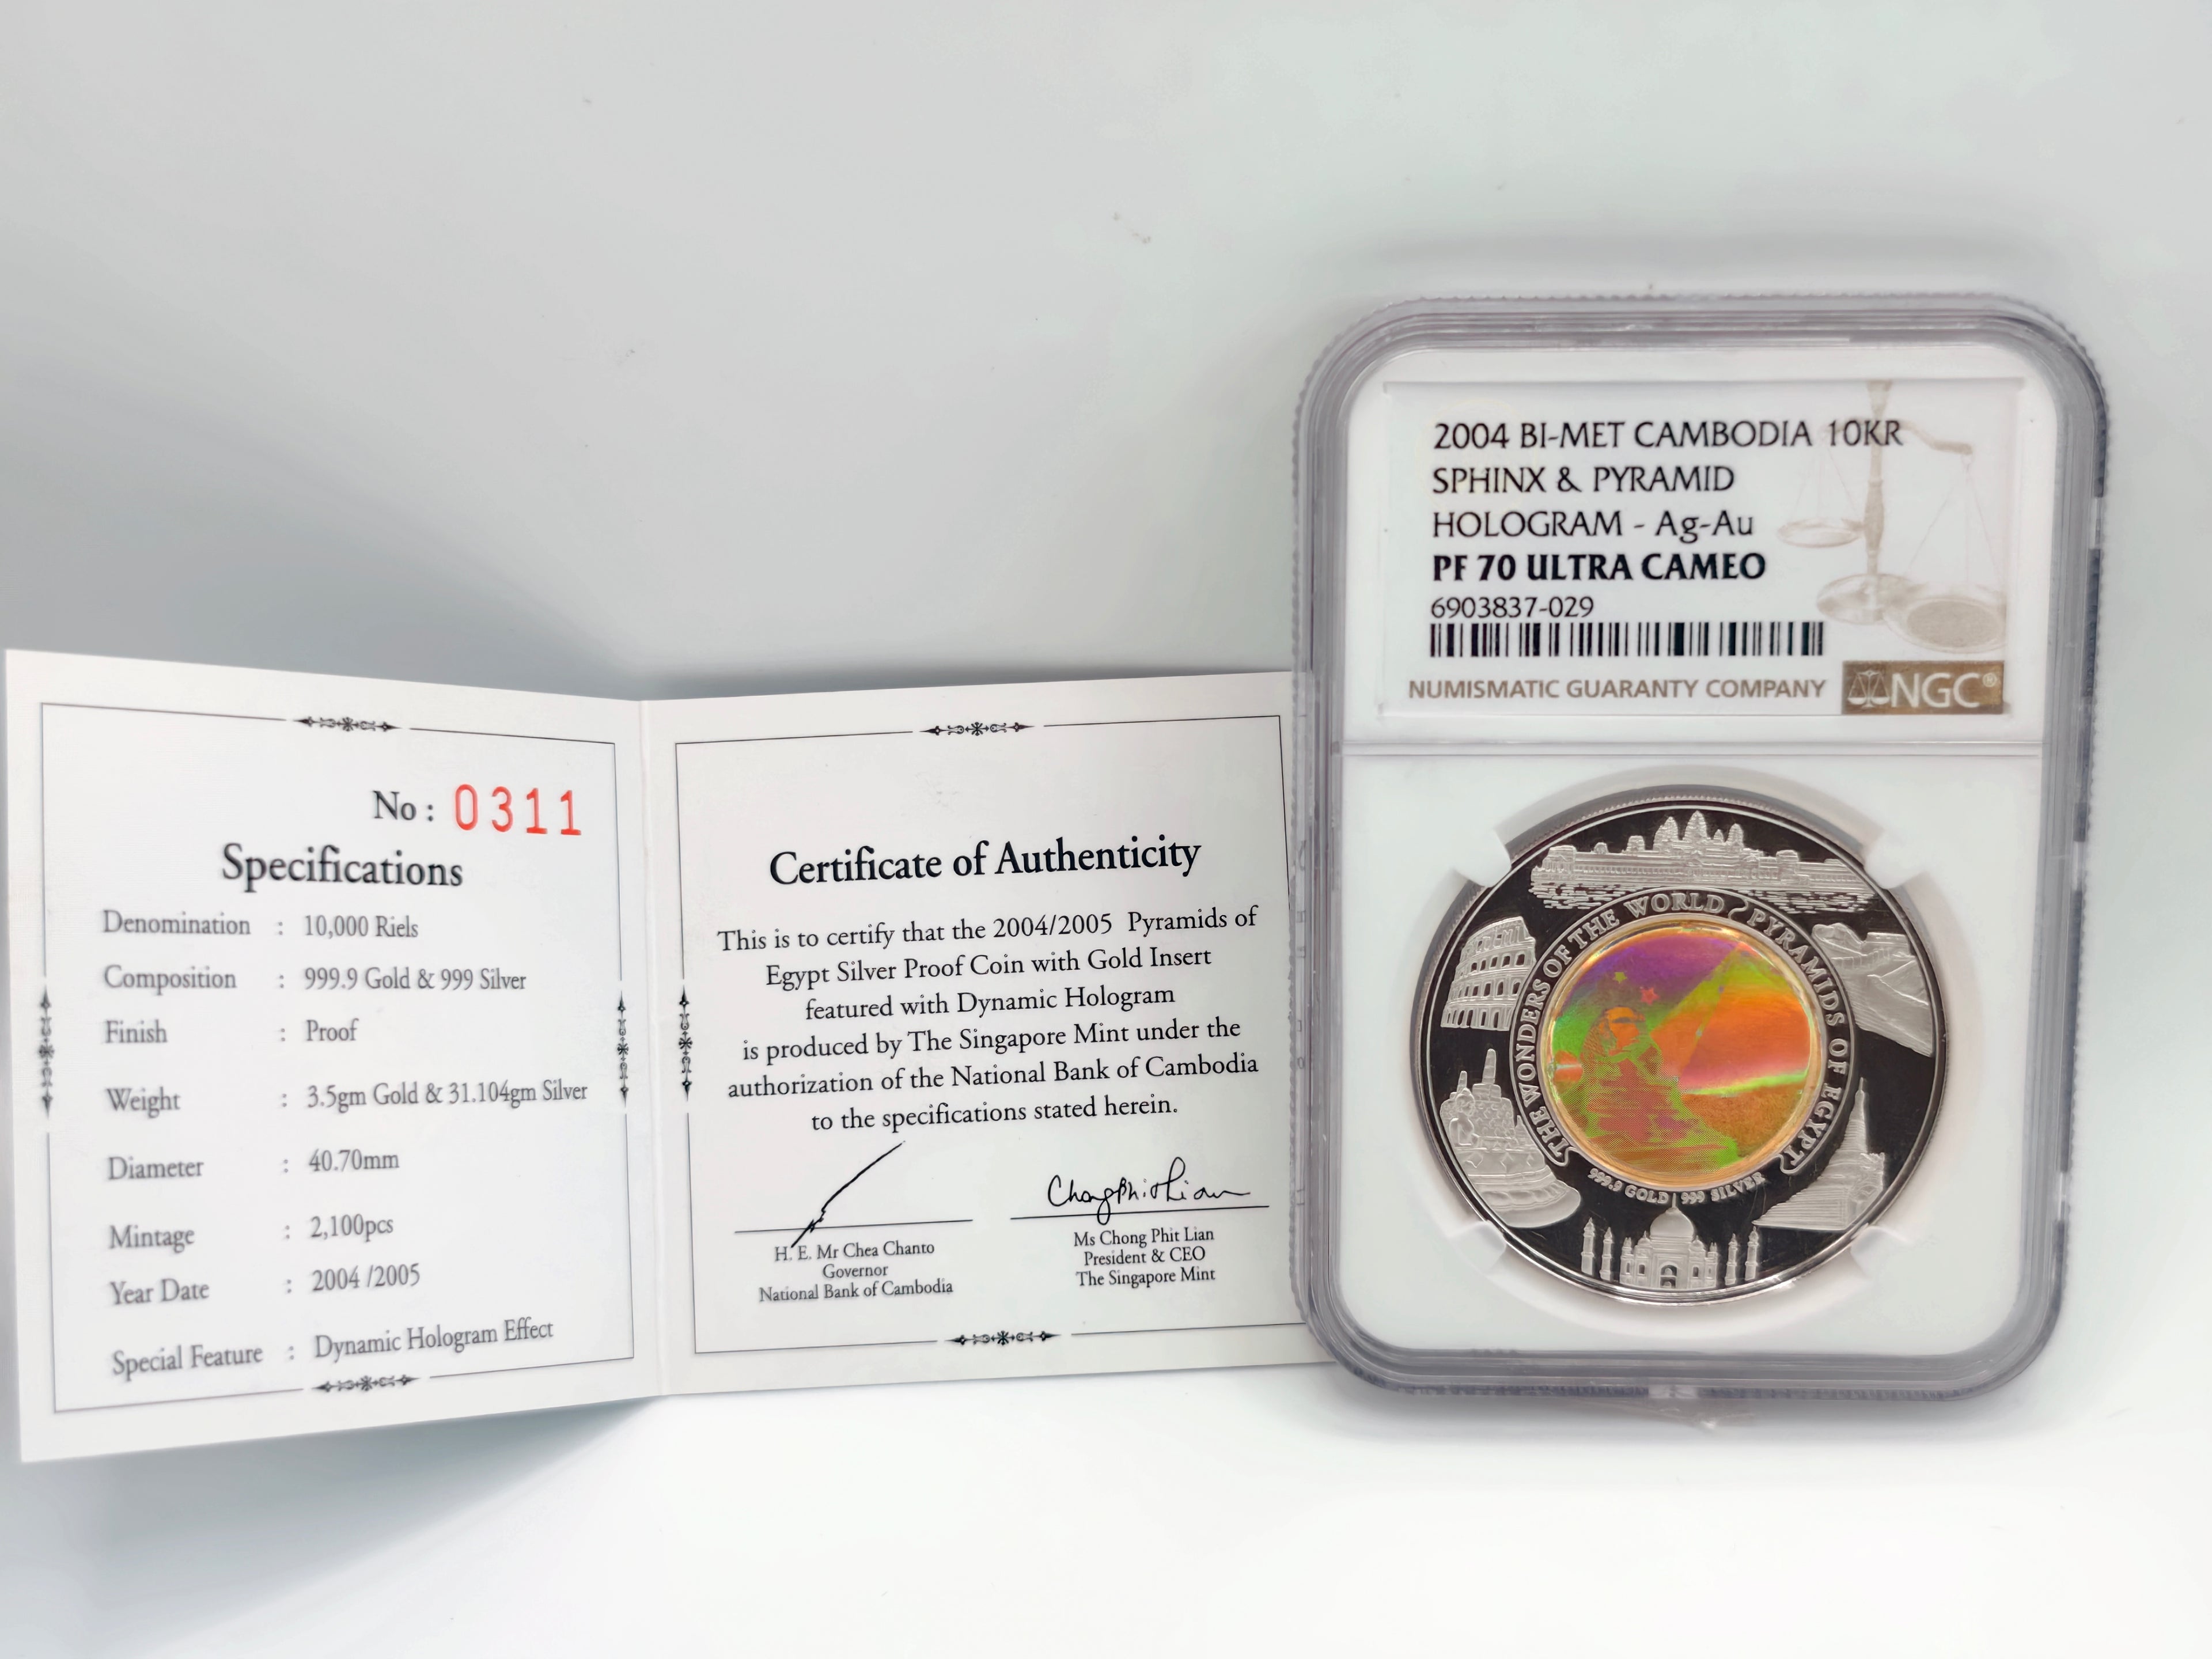 No : 0311
Specifications
Denomination : 10,000 Riels
Composition : 999.9 Gold & 999 Silver
Finish : Proof
Weight : 3.5gm Gold & 31.104gm Silver
Diameter : 40.70mm
Mintage : 2,100pcs
Year Date : 2004 /2005
Special Feature : Dynamic Hologram Effect
Certificate of Authenticity
This is to certify that the 2004/2005 Pyramids of
Egypt Silver Proof Coin with Gold Insert
featured with Dynamic Hologram
is produced by The Singapore Mint under the
authorization of the National Bank of Cambodia
to the specifications stated herein.
ChongPhitLian
H. E. Mr Chea Chanto
Governor
National Bank of Cambodia
Ms Chong Phit Lian
President & CEO
The Singapore Mint
2004 BI-MET CAMBODIA 10KR
SPHINX & PYRAMID
HOLOGRAM - Ag-Au
PF 70 ULTRA CAMEO
6903837-029
NUMISMATIC GUARANTY COMPANY NGC®
THE WONDERS OF THE WORLD PYRAMIDS OF EGYPT
999.9 GOLD | 999 SILVER